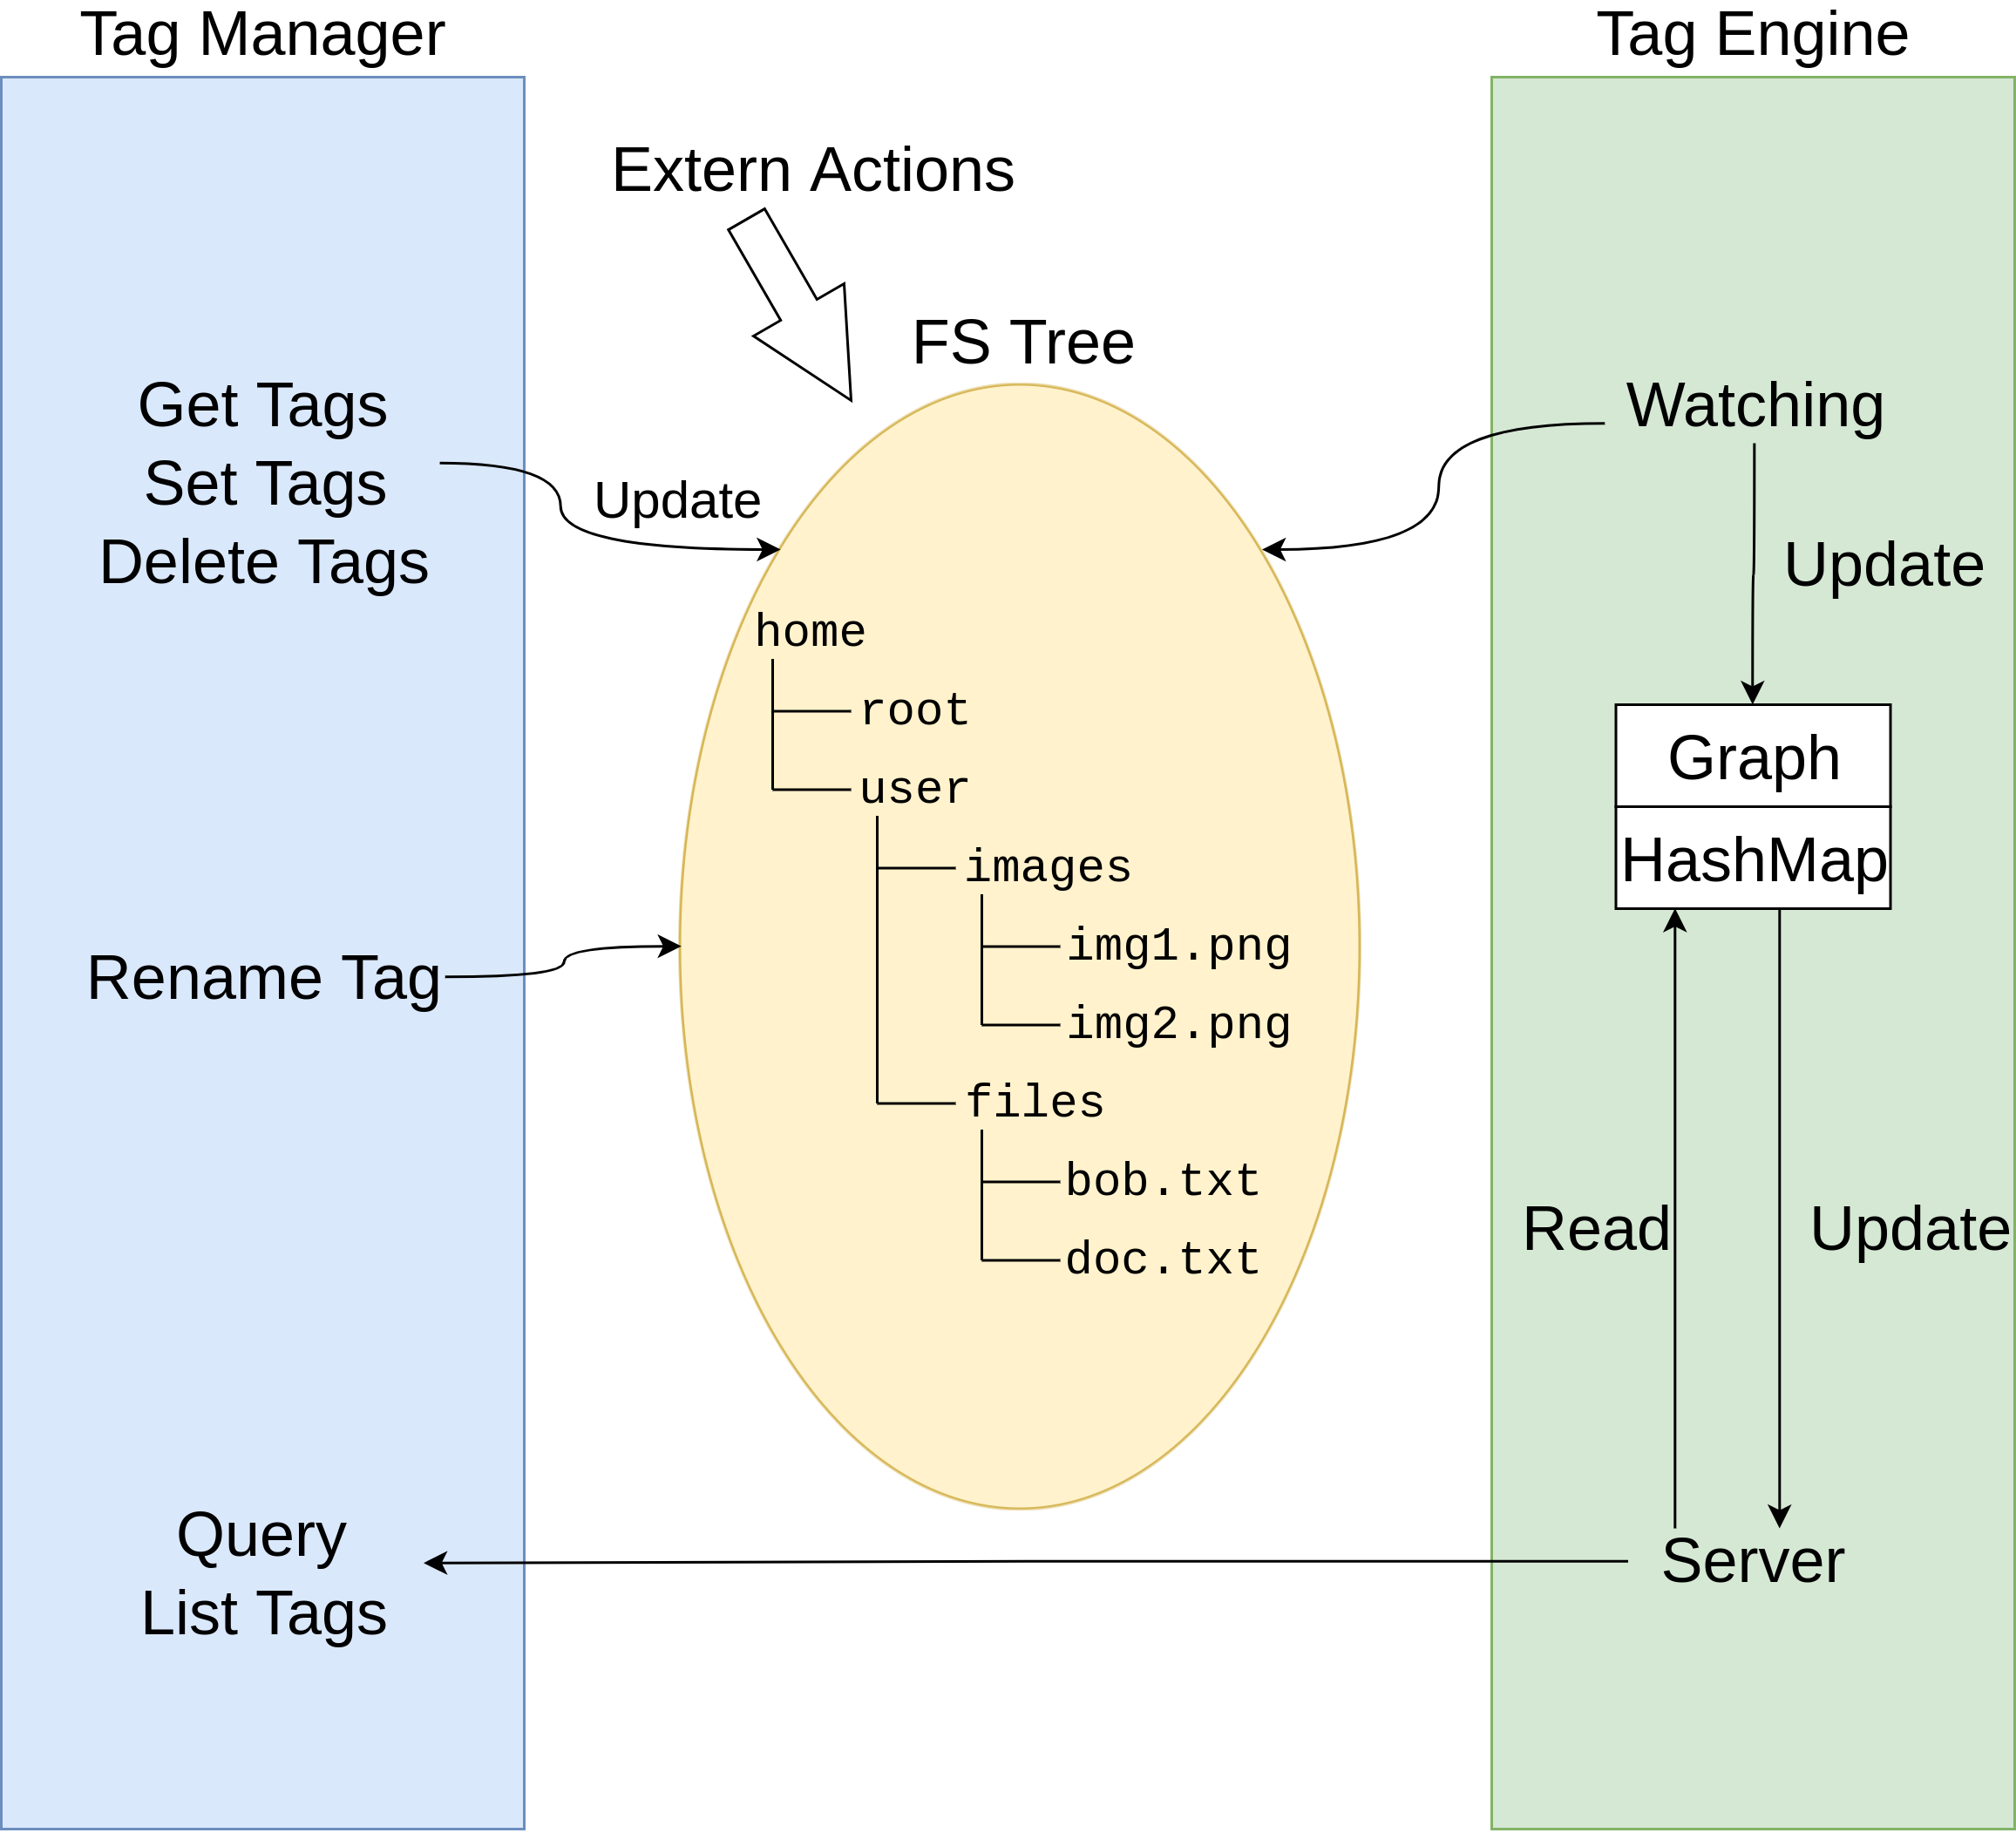 Tag Manager
Tag Engine
Extern Actions
FS Tree
Get Tags
Set Tags
Delete Tags
Update
Watching
Update
home
root
user
images
img1.png
img2.png
files
bob.txt
doc.txt
Graph
HashMap
Rename Tag
Read
Update
Query
List Tags
Server